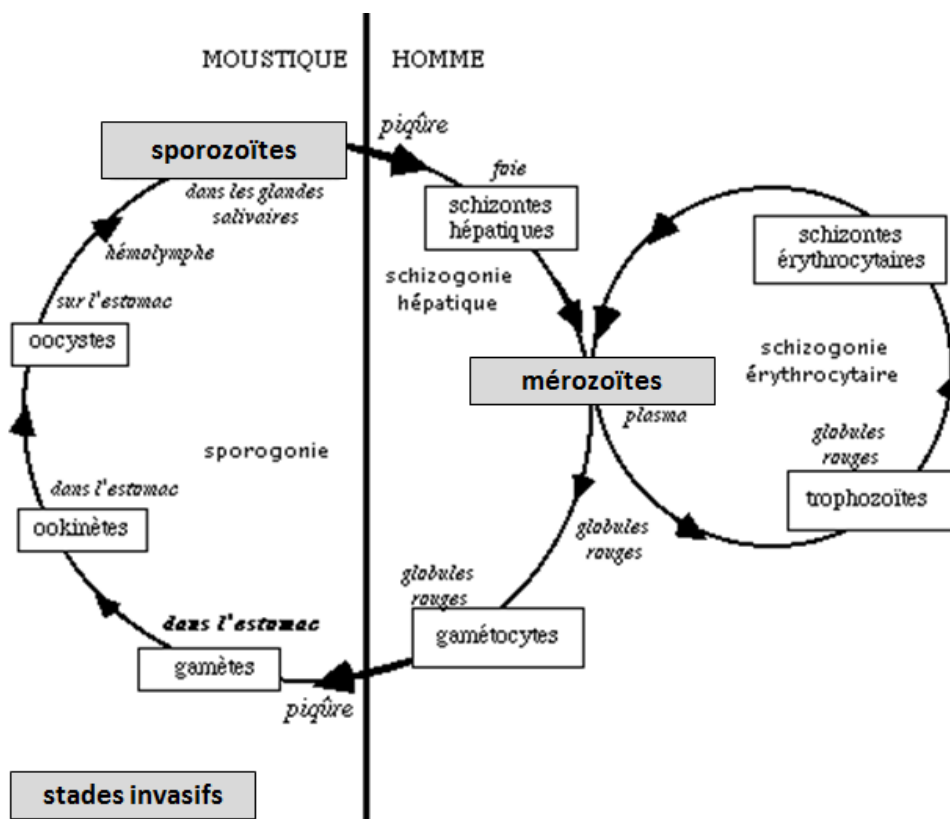 MOUSTIQUE
HOMME
piqûre
sporozoïtes
dans les glandes
salivaires
foie
schizontes
hépatiques
schizontes
érythrocytaires
hémolymphe
schizogonie
hépatique
sur l'estomac
oocystes
schizogonie
érythrocytaire
mérozoïtes
plasma
globules
rouges
sporogonie
trophozoïtes
dans l'estomac
ookinètes
globules
rouges
globules
rouges
dans l'estomac
gamétocytes
gamètes
piqûre
stades invasifs